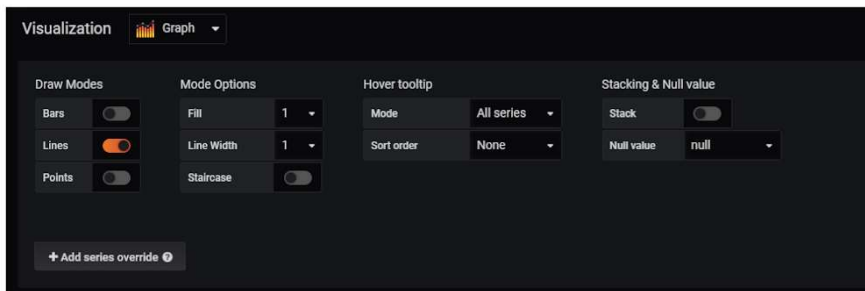 Visualization Graph
Draw Modes Mode Options Hover tooltip Stacking & Null value
Bars Fill 1 Mode All series Stack
Lines Line Width 1 Sort order None Null value null
Points Staircase
+ Add series override ?